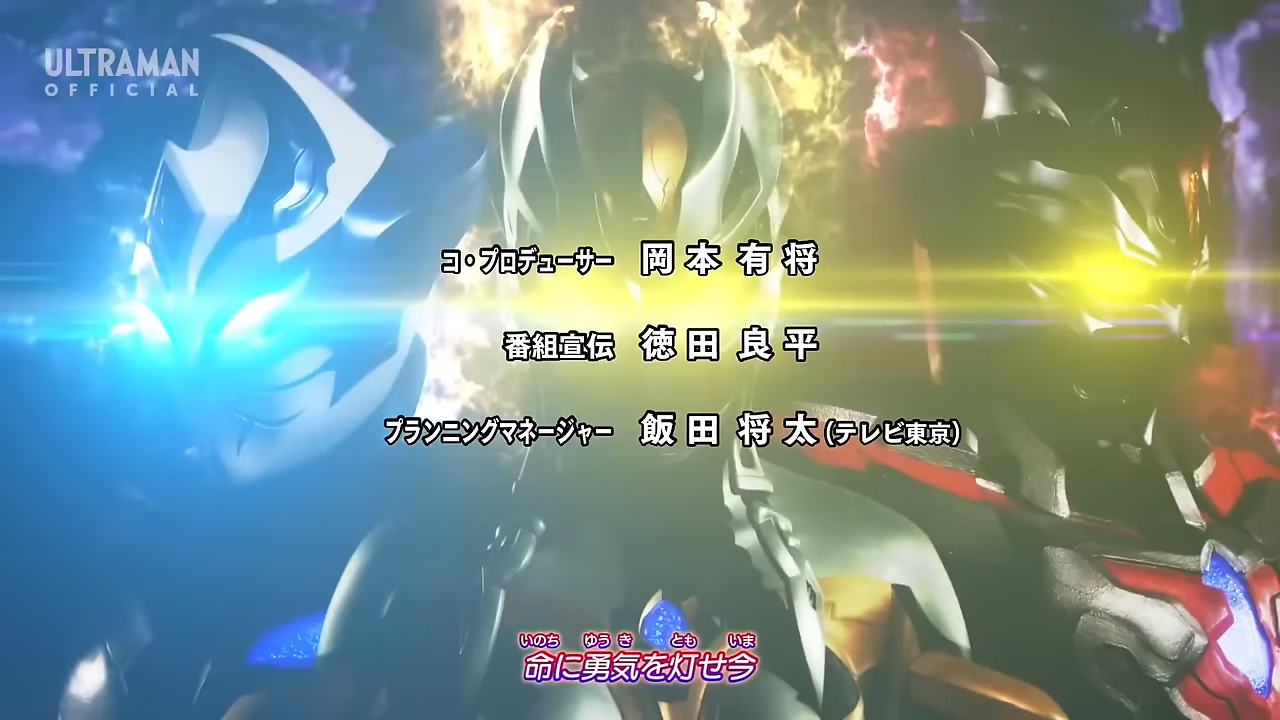 ULTRAMAN
OFFICIAL
コ・プロデューサー 岡本 有将
番組宣伝 徳田 良平
プランニングマネージャー 飯田 将太(テレビ東京)
いのち ゆう き とも いま
命に勇気を灯せ今